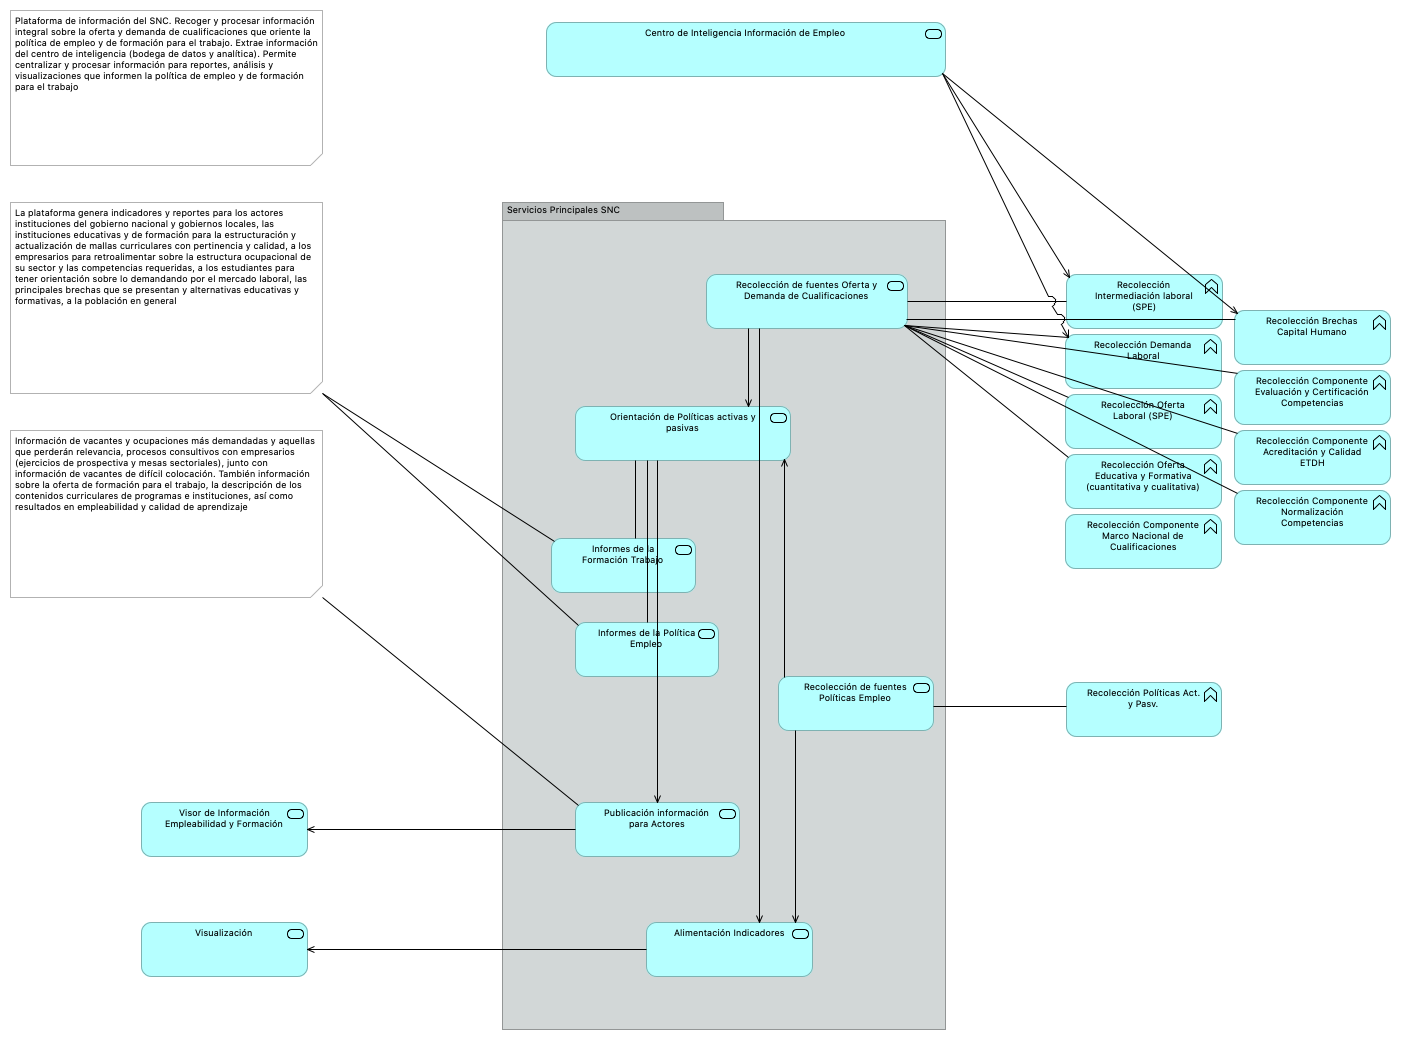 Plataforma de información del SNC. Recoger y procesar información
integral sobre la oferta y demanda de cualificaciones que oriente la
política de empleo y de formación para el trabajo. Extrae información
del centro de inteligencia (bodega de datos y analítica). Permite
centralizar y procesar información para reportes, análisis y
visualizaciones que informen la política de empleo y de formación
para el trabajo
Centro de Inteligencia Información de Empleo
La plataforma genera indicadores y reportes para los actores
instituciones del gobierno nacional y gobiernos locales, las
instituciones educativas y de formación para la estructuración y
actualización de mallas curriculares con pertinencia y calidad, a los
empresarios para retroalimentar sobre la estructura ocupacional de
su sector y las competencias requeridas, a los estudiantes para
tener orientación sobre lo demandando por el mercado laboral, las
principales brechas que se presentan y alternativas educativas y
formativas, a la población en general
Servicios Principales SNC
Recolección de fuentes Oferta y
Demanda de Cualificaciones
Recolección
Intermediación laboral
(SPE)
Recolección Brechas
Capital Humano
Recolección Demanda
Laboral
Recolección Componente
Evaluación y Certificación
Competencias
Recolección Oferta
Laboral (SPE)
Recolección Componente
Acreditación y Calidad
ETDH
Recolección Oferta
Educativa y Formativa
(cuantitativa y cualitativa)
Recolección Componente
Normalización
Competencias
Recolección Componente
Marco Nacional de
Cualificaciones
Orientación de Políticas activas y
pasivas
Información de vacantes y ocupaciones más demandadas y aquellas
que perderán relevancia, procesos consultivos con empresarios
(ejercicios de prospectiva y mesas sectoriales), junto con
información de vacantes de difícil colocación. También información
sobre la oferta de formación para el trabajo, la descripción de los
contenidos curriculares de programas e instituciones, así como
resultados en empleabilidad y calidad de aprendizaje
Informes de la
Formación Trabajo
Informes de la Política
Empleo
Recolección de fuentes
Políticas Empleo
Recolección Políticas Act.
y Pasv.
Visor de Información
Empleabilidad y Formación
Publicación información
para Actores
Visualización
Alimentación Indicadores